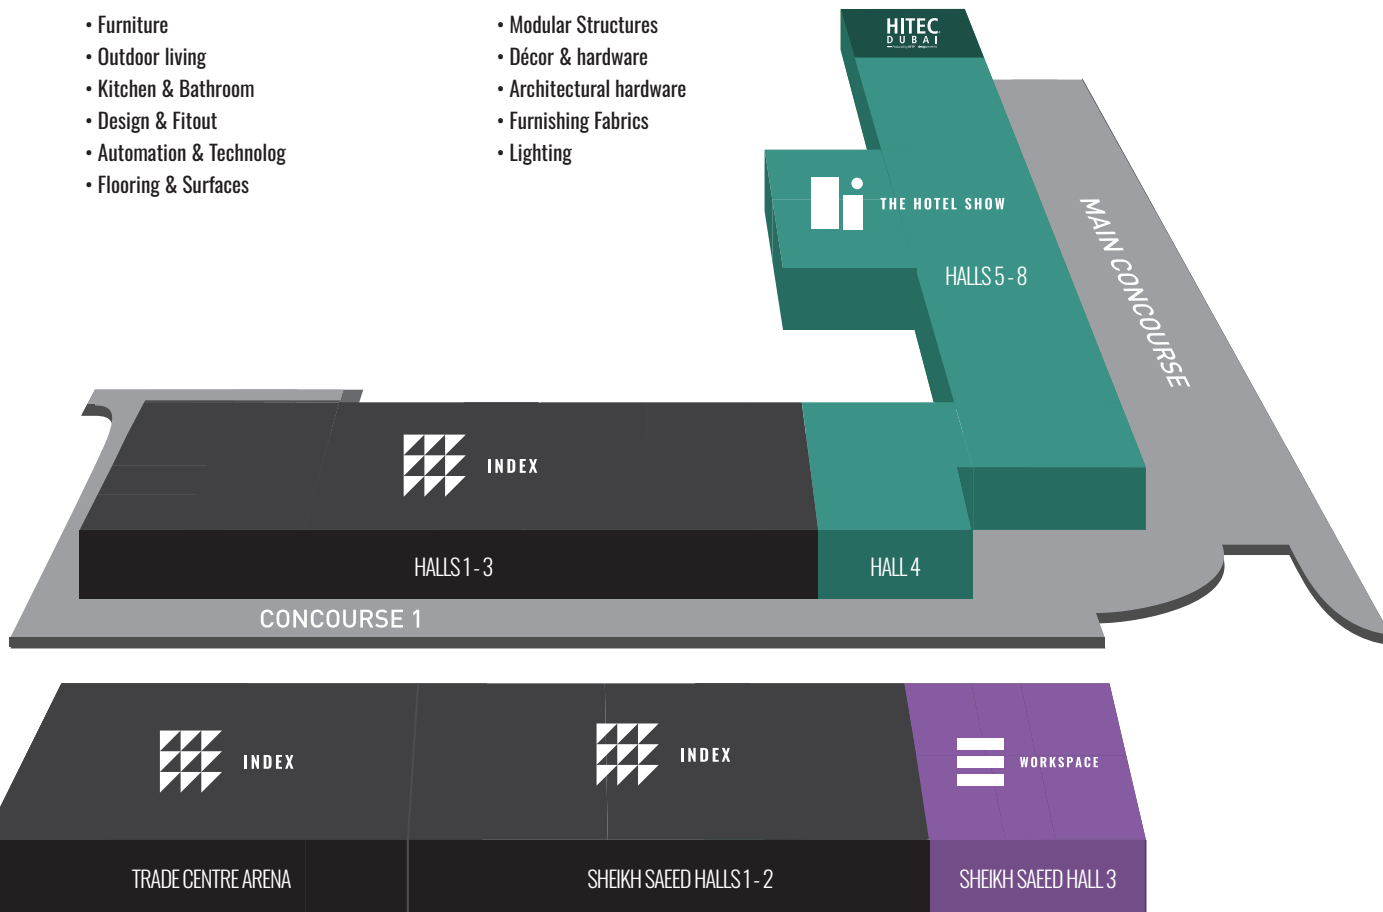 • Furniture
• Outdoor living
• Kitchen & Bathroom
• Design & Fitout
• Automation & Technolog
• Flooring & Surfaces
• Modular Structures
• Décor & hardware
• Architectural hardware
• Furnishing Fabrics
• Lighting
HITEC
DUBAI
THE HOTEL SHOW
HALLS 5 - 8
MAIN CONCOURSE
INDEX
HALLS 1 - 3
HALL 4
CONCOURSE 1
INDEX
INDEX
WORKSPACE
TRADE CENTRE ARENA
SHEIKH SAEED HALLS 1 - 2
SHEIKH SAEED HALL 3